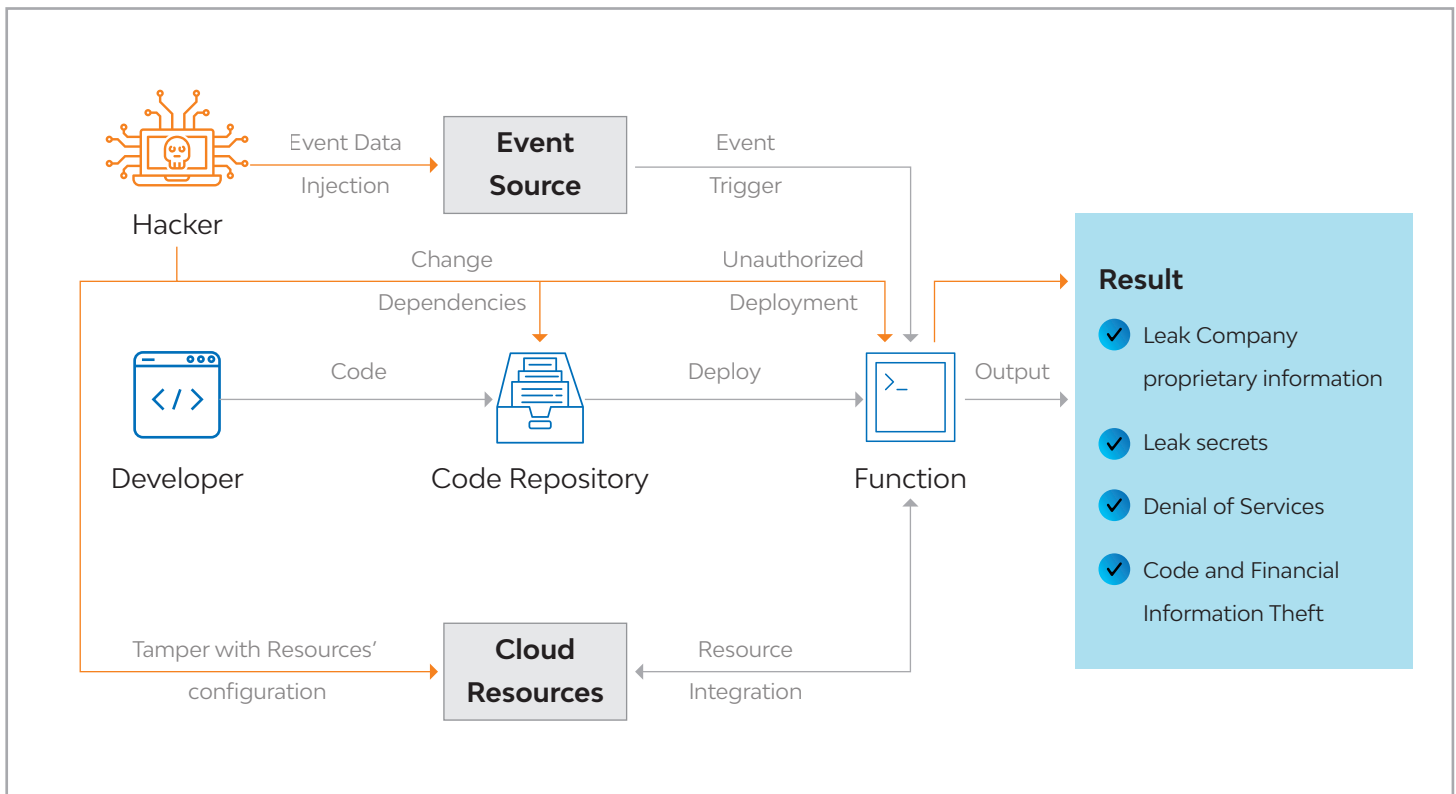 Event Data
Injection
Event
Source
Event
Trigger
Hacker
Change
Dependencies
Unauthorized
Deployment
Result
Leak Company
proprietary information
Leak secrets
Denial of Services
Code and Financial
Information Theft
Code
Deploy
>_
Output
</>
Developer
Code Repository
Function
Tamper with Resources’
configuration
Cloud
Resources
Resource
Integration